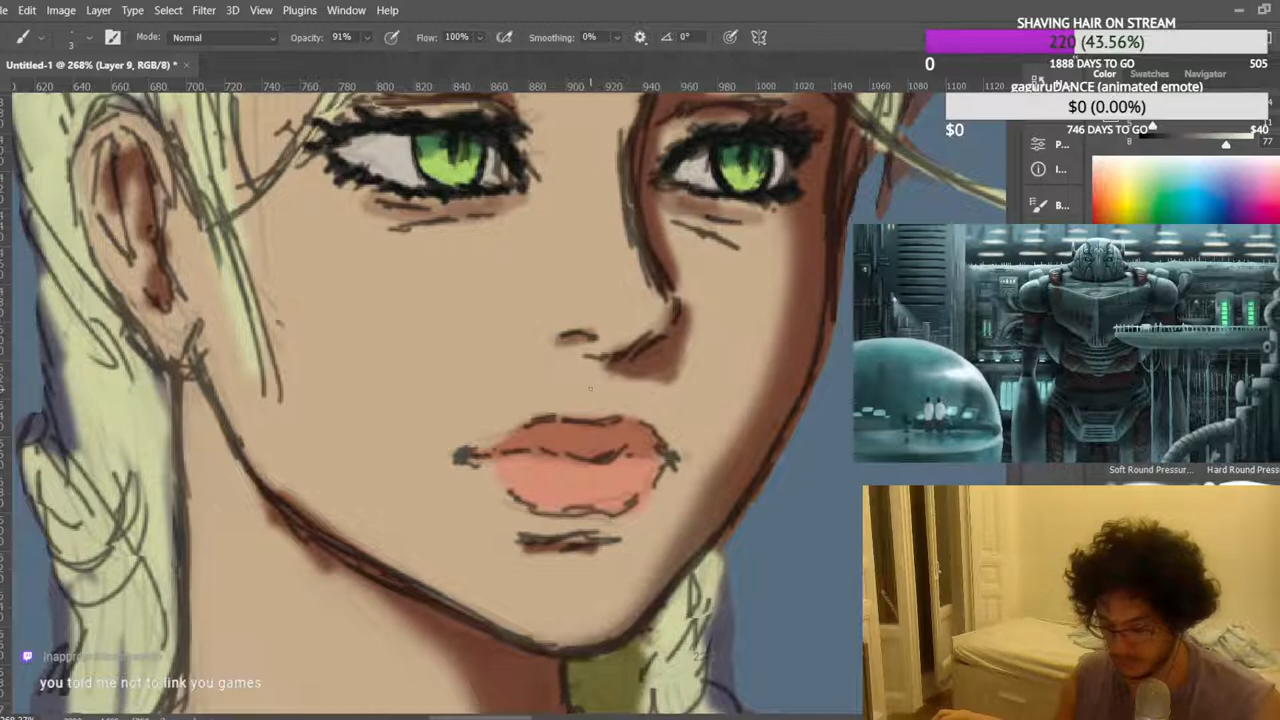 Edit Image Layer Type Select Filter 3D View Plugins Window Help
SHAVING HAIR ON STREAM
3 Mode: Normal Opacity: 91% Flow: 100% Smoothing: 0% 0°
220 (43.56%)
0 1888 DAYS TO GO 505
Untitled-1 @ 268% (Layer 9, RGB/8) *
Color Swatches Navigator
gaguruDANCE (animated emote)
620 640 660 680 700 720 740 760 780 800 820 840 860 880 900 920 940 960 980 1000 1020 1040 1060 1080 1100 1120
$0 (0.00%)
$0 746 DAYS TO GO $40
8 77
P...
I...
B...
Soft Round Pressur... Hard Round Press
you told me not to link you games